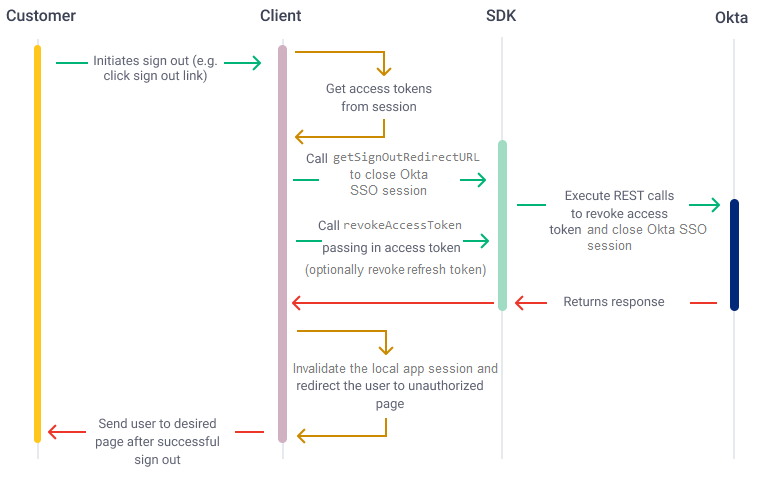 Customer
Client
SDK
Okta
Initiates sign out (e.g.
click sign out link)
Get access tokens
from session
Call getSignOutRedirectURL
to close Okta
SSO session
Execute REST calls
to revoke access
token and close Okta SSO
session
Call revokeAccessToken
passing in access token
(optionally revoke refresh token)
Returns response
Invalidate the local app session and
redirect the user to unauthorized
page
Send user to desired
page after successful
sign out